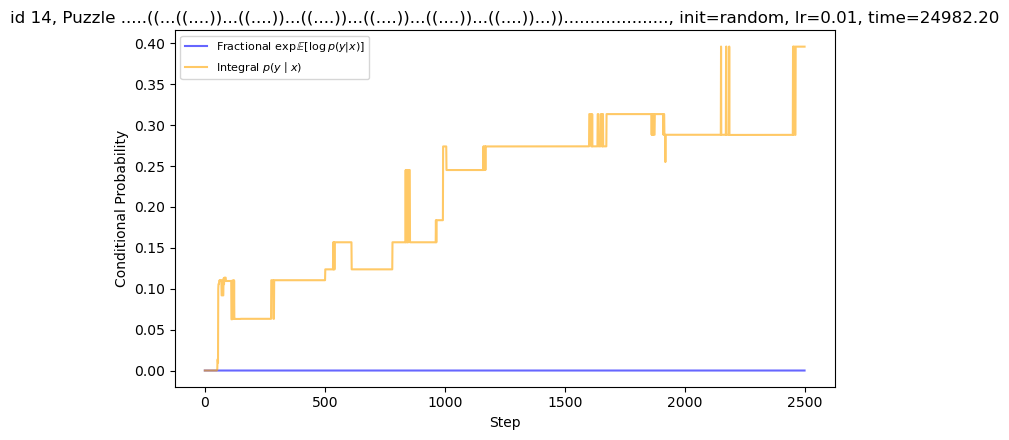 id 14, Puzzle .....((...((....))...((....))...((....))...((....))...((....))...((....))...))...................., init=random, lr=0.01, time=24982.20
Fractional exp𝔼[log p(y|x)]
Integral p(y | x)
0.40
0.35
0.30
0.25
0.20
0.15
0.10
0.05
0.00
Conditional Probability
0 500 1000 1500 2000 2500
Step